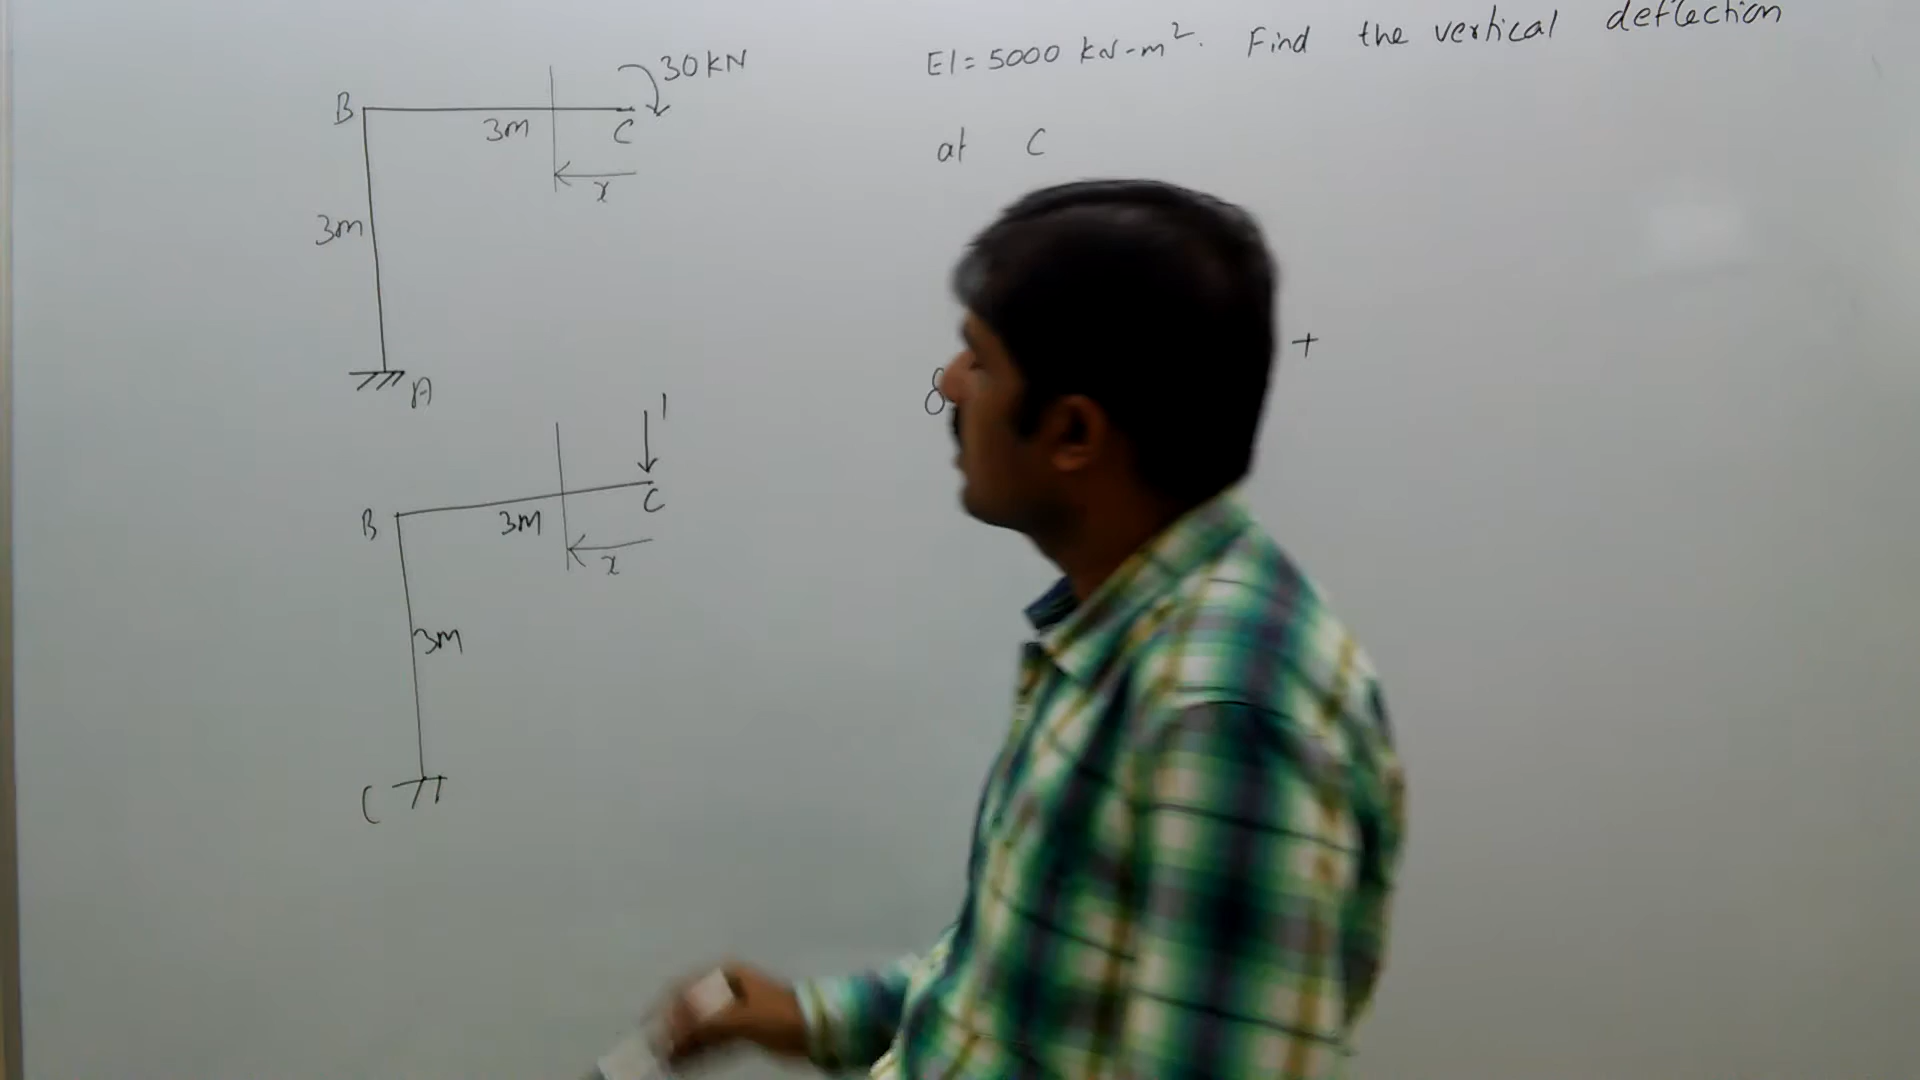 EI = 5000 kN-m². Find the vertical deflection
at C
30 kN
B
3m
C
x
3m
A
1
B
3m
C
x
3m
C
+